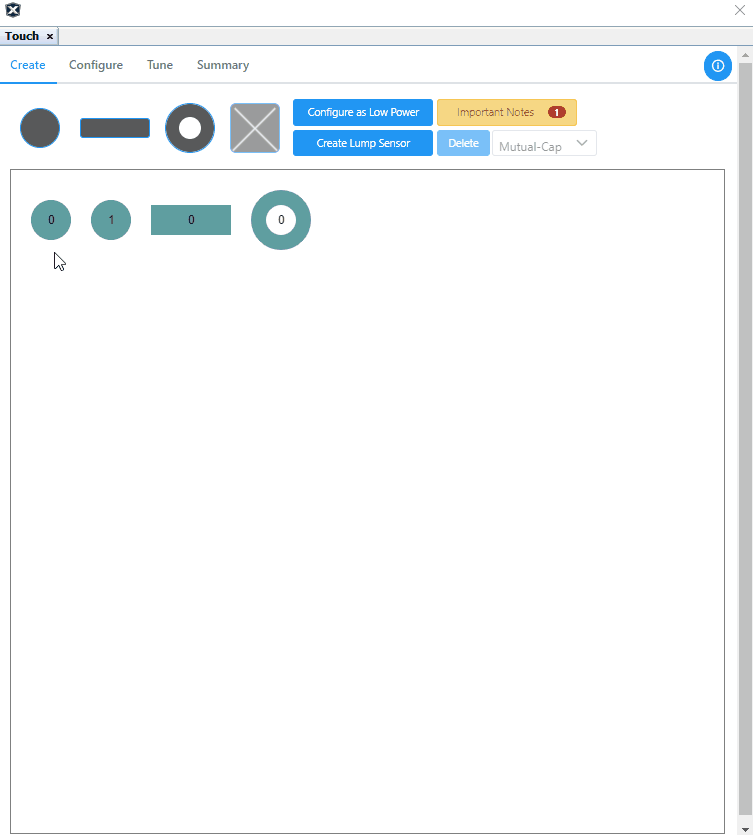 Touch ×
Create Configure Tune Summary
Configure as Low Power Important Notes 1
Create Lump Sensor Delete Mutual-Cap
0 1 0 0